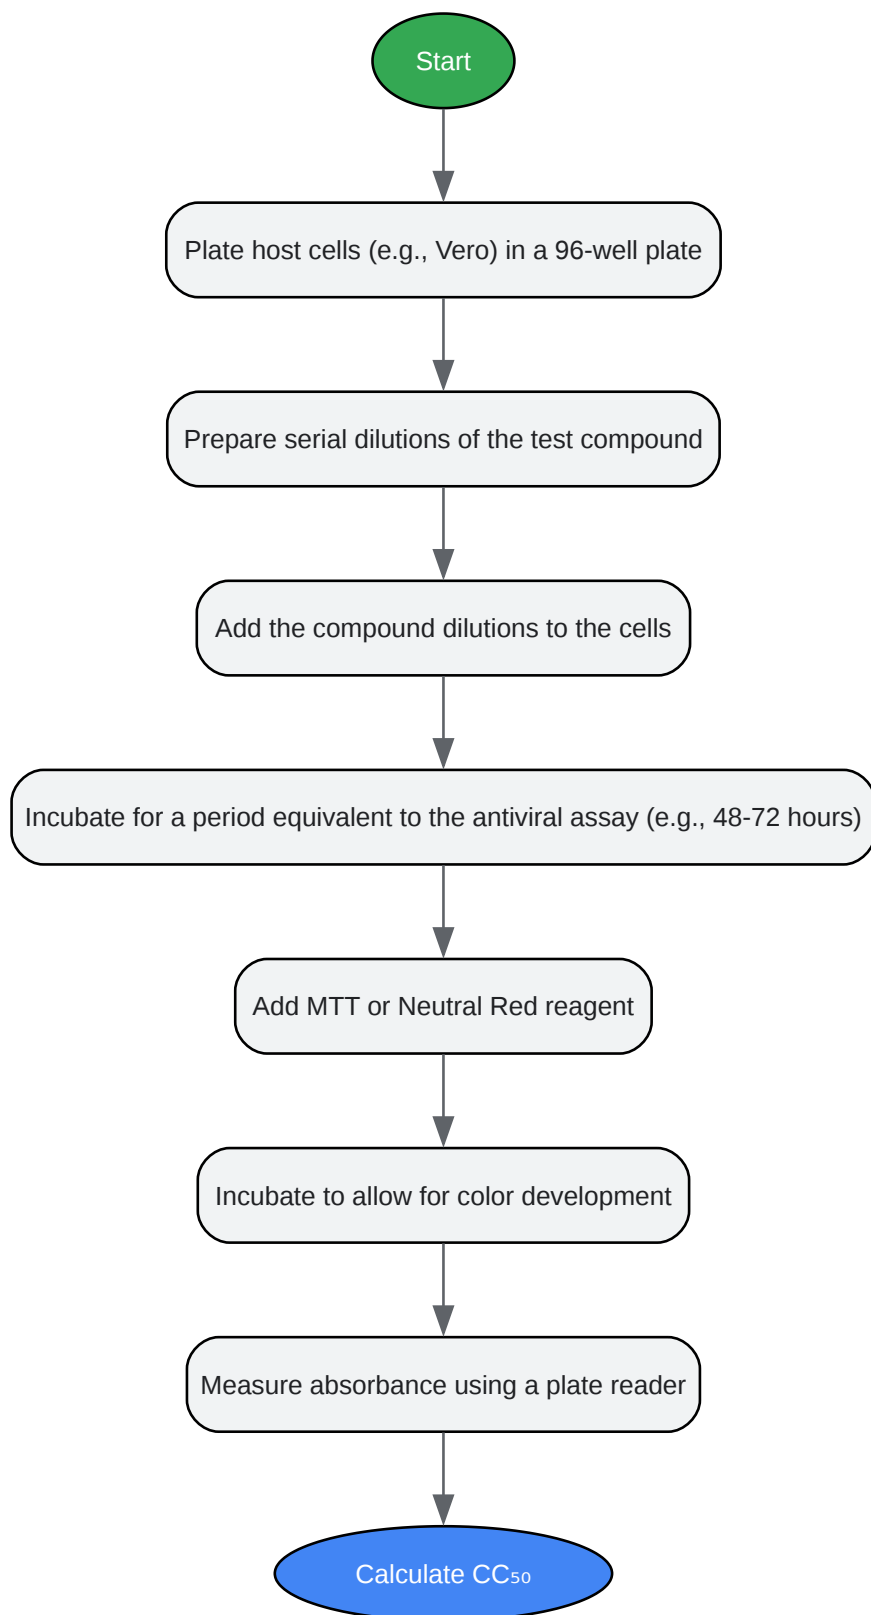 Start
Plate host cells (e.g., Vero) in a 96-well plate
Prepare serial dilutions of the test compound
Add the compound dilutions to the cells
Incubate for a period equivalent to the antiviral assay (e.g., 48-72 hours)
Add MTT or Neutral Red reagent
Incubate to allow for color development
Measure absorbance using a plate reader
Calculate CC₅₀